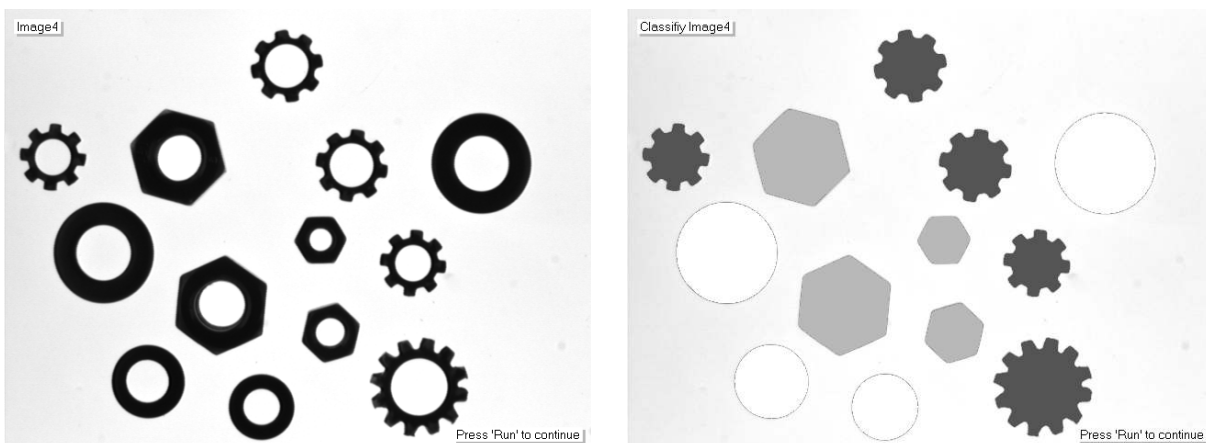 Image4
Classifiy Image4
Press 'Run' to continue
Press 'Run' to continue